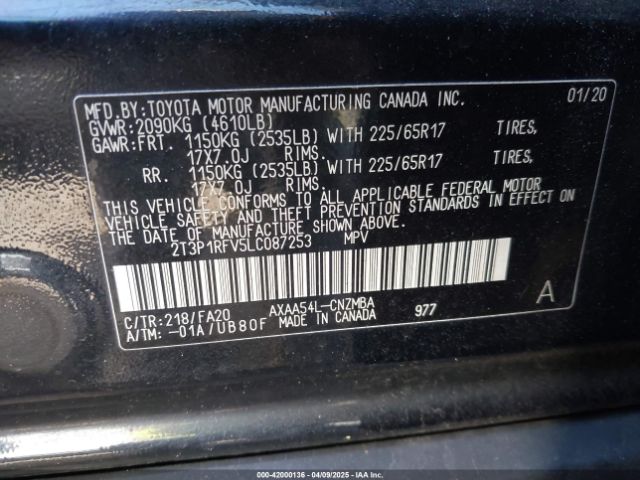 MFD.BY:TOYOTA MOTOR MANUFACTURING CANADA INC. 01/20
GVWR:2090KG (4610LB)
GAWR:FRT. 1150KG (2535LB) WITH 225/65R17 TIRES,
17X7.0J RIMS.
RR. 1150KG (2535LB) WITH 225/65R17 TIRES,
17X7.0J RIMS.
THIS VEHICLE CONFORMS TO ALL APPLICABLE FEDERAL MOTOR
VEHICLE SAFETY AND THEFT PREVENTION STANDARDS IN EFFECT ON
THE DATE OF MANUFACTURE SHOWN ABOVE.
2T3P1RFV5LC087253 MPV
C/TR:218/FA20 AXAA54L-CNZMBA 977 A
A/TM:-01A/UB80F MADE IN CANADA
000-42000136 - 04/09/2025 - IAAI.CA